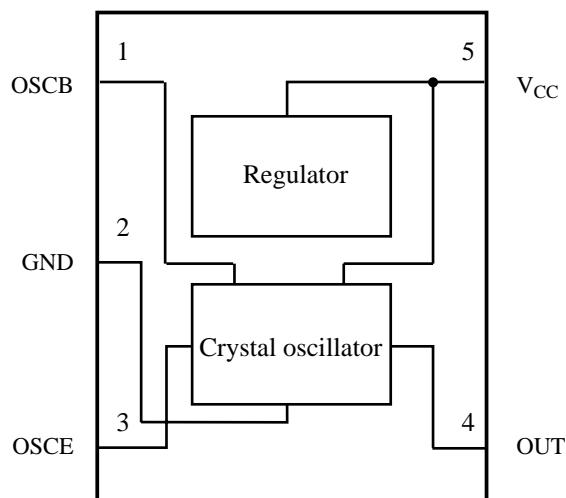 1
5
OSCB
VCC
Regulator
2
GND
Crystal oscillator
3
4
OSCE
OUT